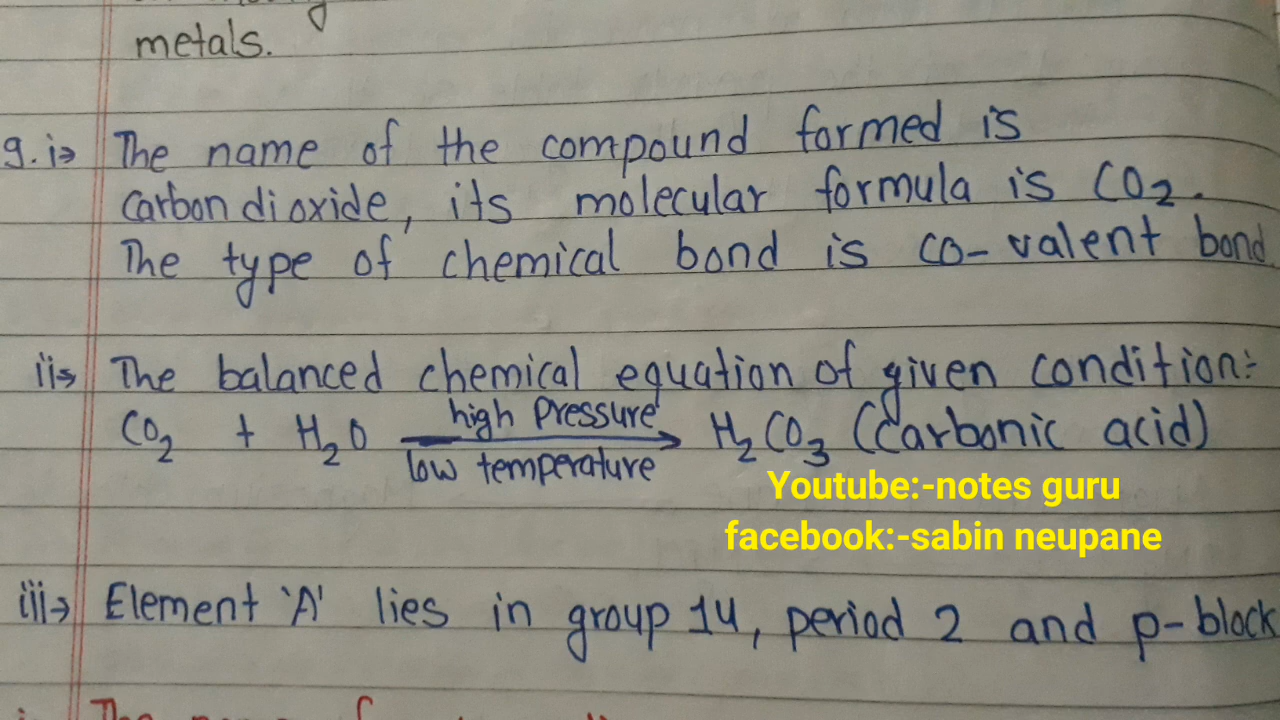 metals.
9.i→ The name of the compound formed is
carbondioxide, its molecular formula is CO₂.
The type of chemical bond is co-valent bond
ii→ The balanced chemical equation of given condition:-
CO₂ + H₂O high pressure low temperature → H₂CO₃ (Carbonic acid)
Youtube:-notes guru
facebook:-sabin neupane
iii→ Element 'A' lies in group 14, period 2 and p-block